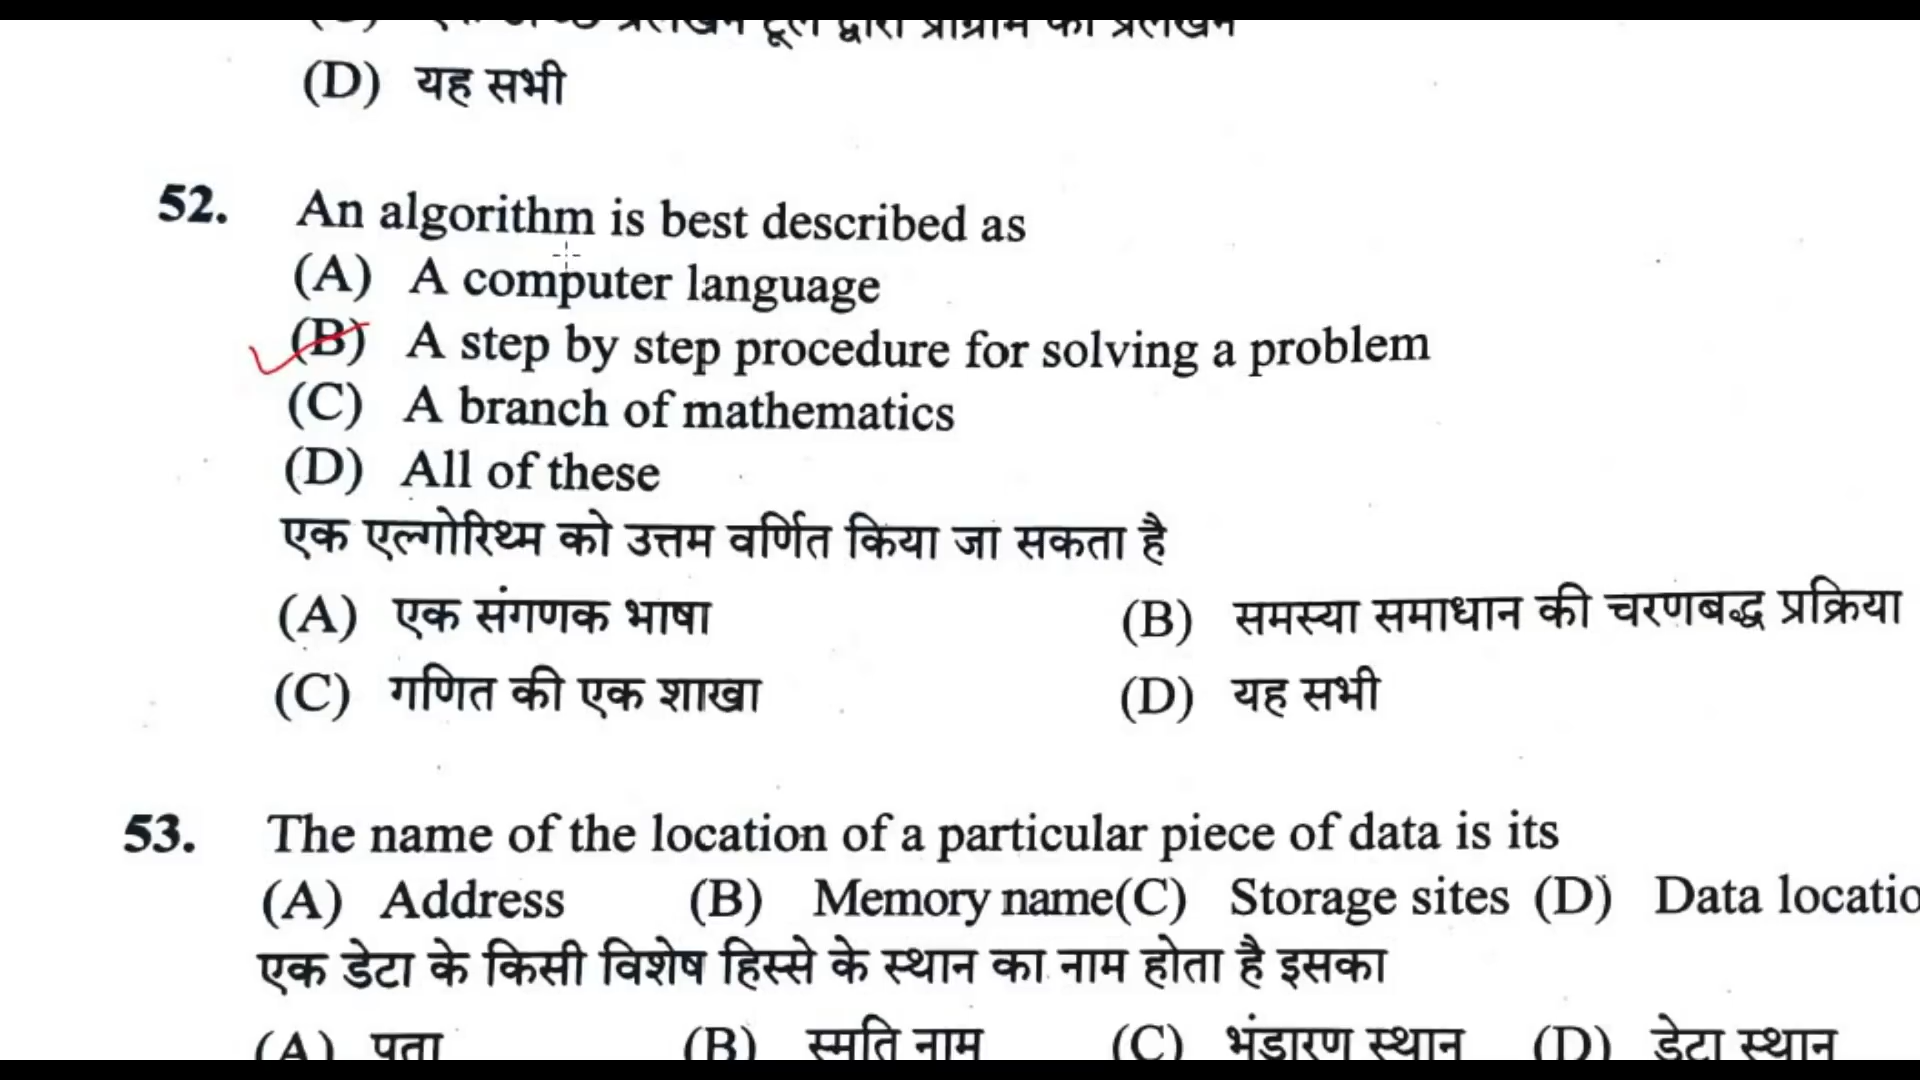 (D) यह सभी
52. An algorithm is best described as
(A) A computer language
(B) A step by step procedure for solving a problem
(C) A branch of mathematics
(D) All of these
एक एल्गोरिथ्म को उत्तम वर्णित किया जा सकता है
(A) एक संगणक भाषा (B) समस्या समाधान की चरणबद्ध प्रक्रिया
(C) गणित की एक शाखा (D) यह सभी
53. The name of the location of a particular piece of data is its
(A) Address (B) Memory name (C) Storage sites (D) Data locatio
एक डेटा के किसी विशेष हिस्से के स्थान का नाम होता है इसका
(A) पता (B) स्मृति नाम (C) भंडारण स्थान (D) डेटा स्थान